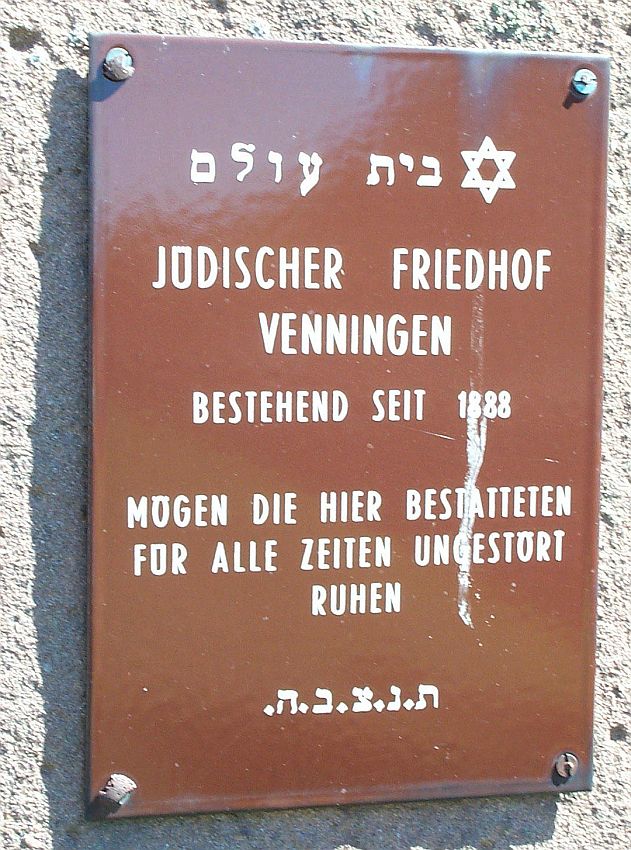 בית עולם
JÜDISCHER FRIEDHOF
VENNINGEN
BESTEHEND SEIT 1888
MÖGEN DIE HIER BESTATTETEN
FÜR ALLE ZEITEN UNGESTÖRT
RUHEN
ת.נ.צ.ב.ה.